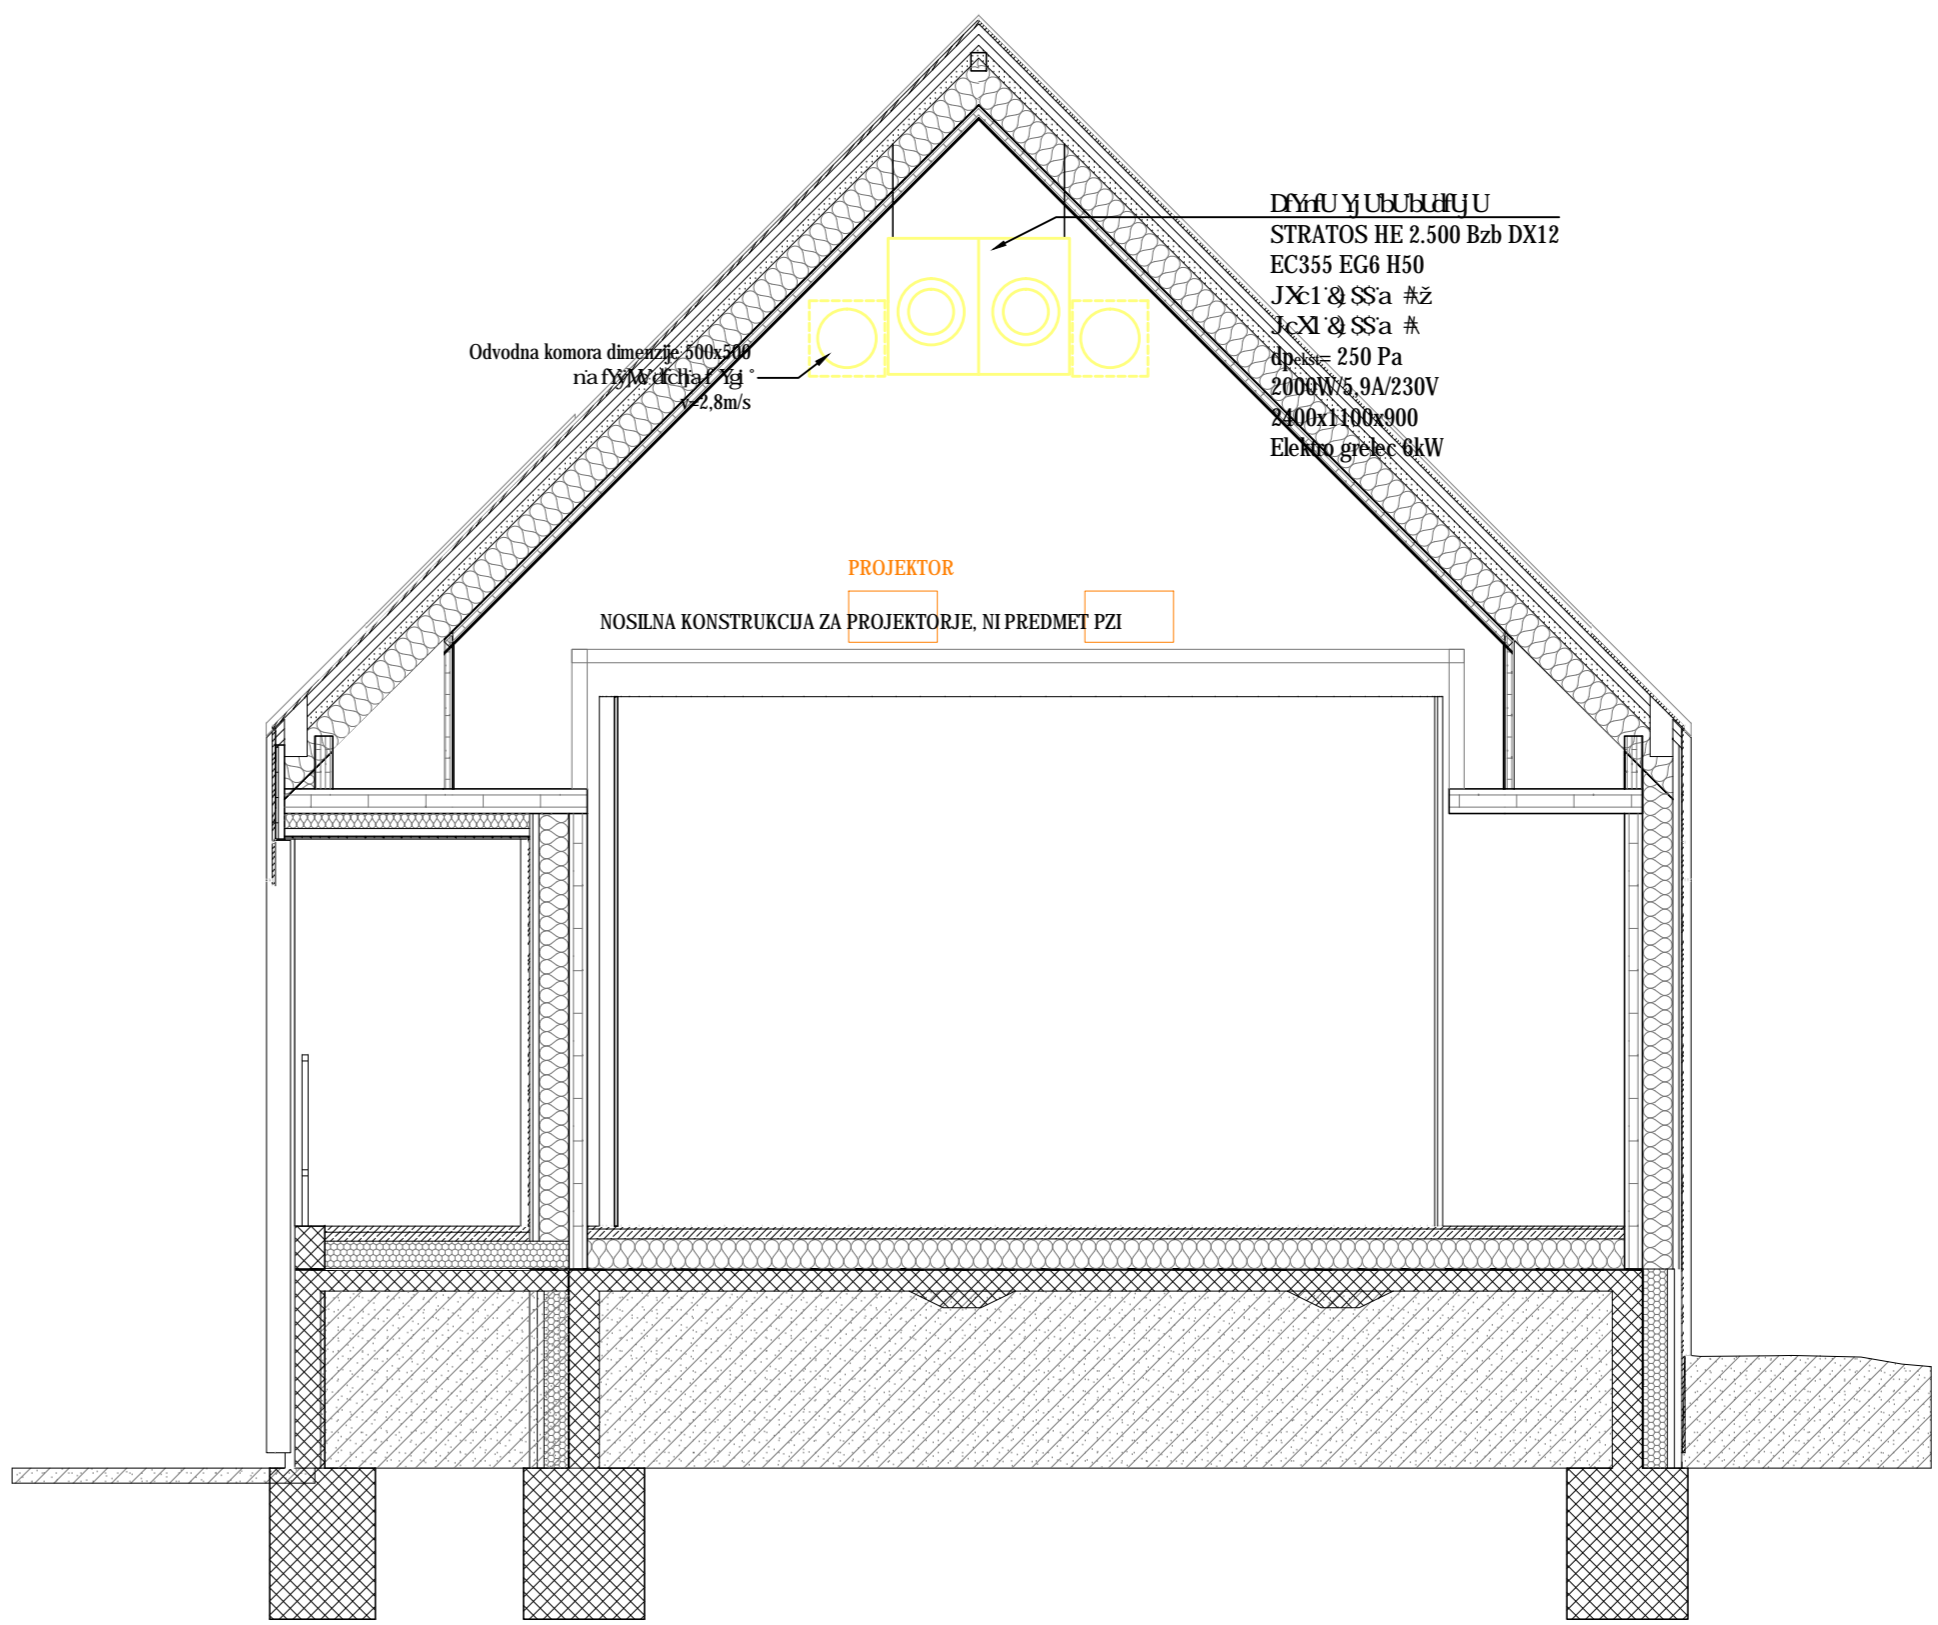 STRATOS HE 2.500 Bzb DX12
EC355 EG6 H50
dpekst= 250 Pa
2000W/5,9A/230V
2400x1100x900
Elektro grelec 6kW
Odvodna komora dimenzije 500x500
v=2,8m/s
PROJEKTOR
NOSILNA KONSTRUKCIJA ZA PROJEKTORJE, NI PREDMET PZI